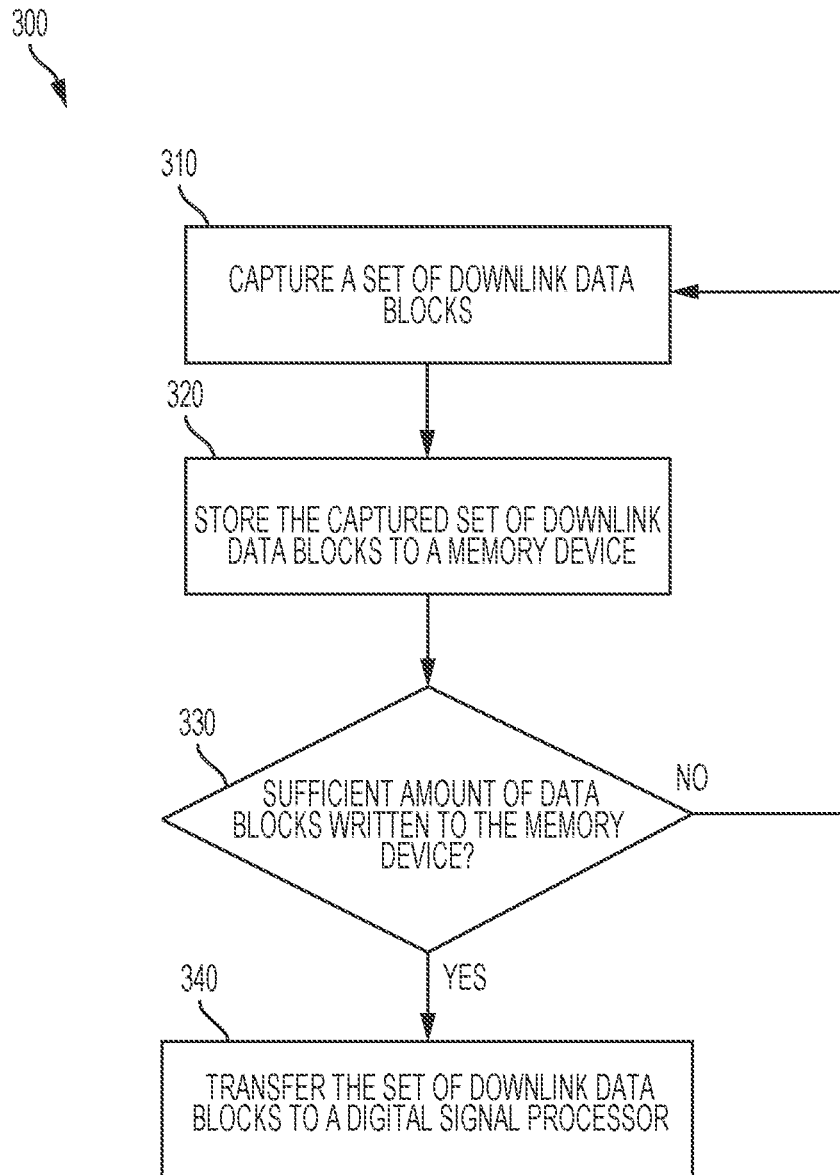 300
310
CAPTURE A SET OF DOWNLINK DATA
BLOCKS
320
STORE THE CAPTURED SET OF DOWNLINK
DATA BLOCKS TO A MEMORY DEVICE
330
SUFFICIENT AMOUNT OF DATA
BLOCKS WRITTEN TO THE MEMORY
DEVICE?
NO
YES
340
TRANSFER THE SET OF DOWNLINK DATA
BLOCKS TO A DIGITAL SIGNAL PROCESSOR